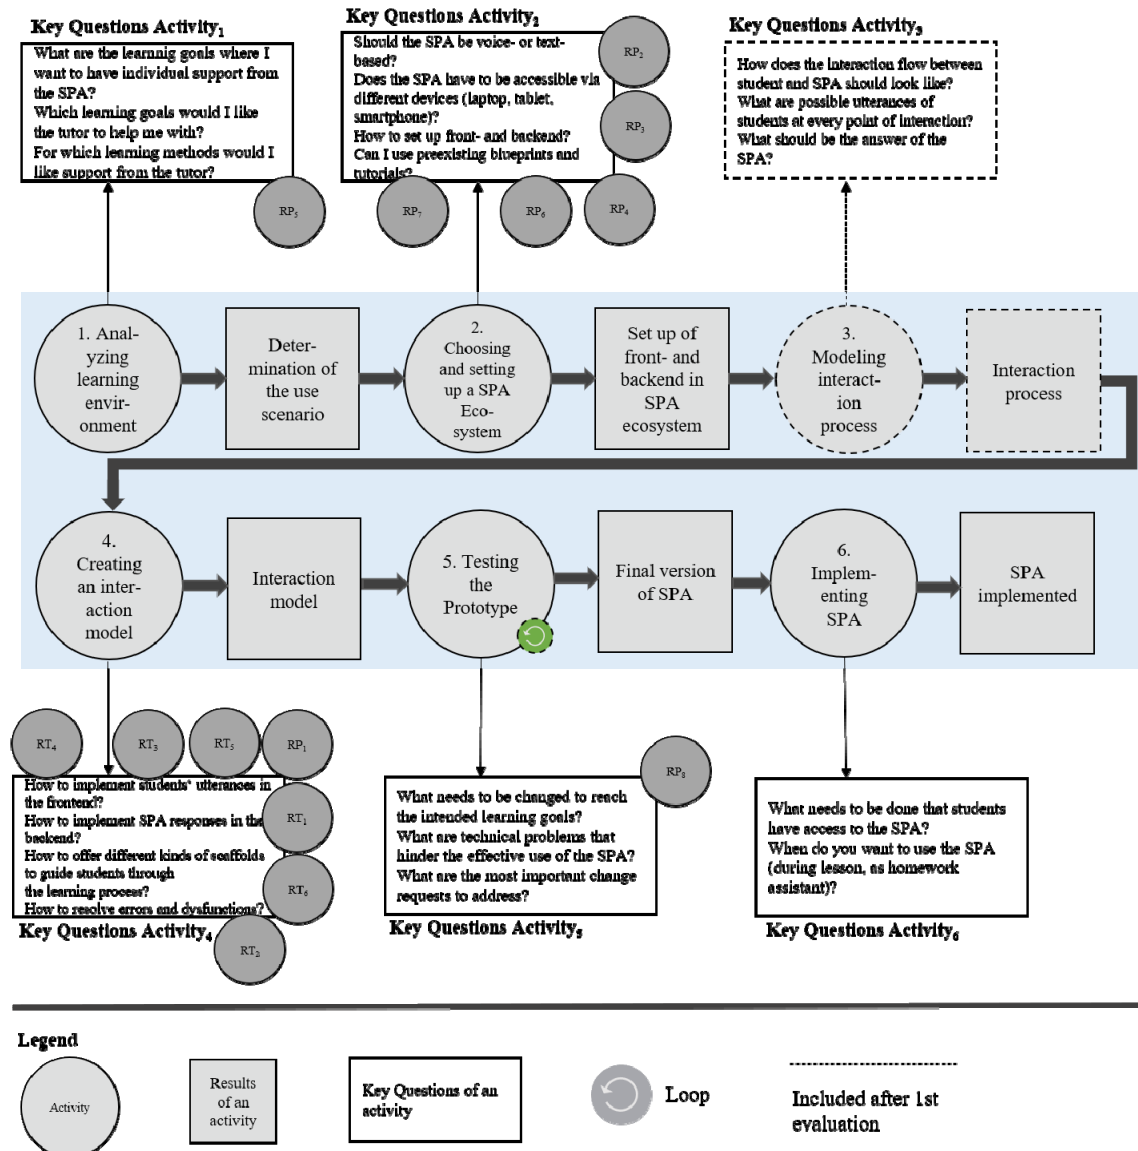 Key Questions Activity1
What are the learnig goals where I
want to have individual support from
the SPA?
Which learning goals would I like
the tutor to help me with?
For which learning methods would I
like support from the tutor?
RP5
Key Questions Activity2
Should the SPA be voice- or text-
based?
Does the SPA have to be accessible via
different devices (laptop, tablet,
smartphone)?
How to set up front- and backend?
Can I use preexisting blueprints and
tutorials?
RP2
RP3
RP7
RP6
RP4
Key Questions Activity3
How does the interaction flow between
student and SPA should look like?
What are possible utterances of
students at every point of interaction?
What should be the answer of the
SPA?
1. Anal-
yzing
learning
envir-
onment
Deter-
mination of
the use
scenario
2.
Choosing
and setting
up a SPA
Eco-
system
Set up of
front- and
backend in
SPA
ecosystem
3.
Modeling
interact-
ion
process
Interaction
process
4.
Creating
an inter-
action
model
Interaction
model
5. Testing
the
Prototype
Final version
of SPA
6.
Implem-
enting
SPA
SPA
implemented
RT4
RT3
RT5
RP1
How to implement students' utterances in
the frontend?
How to implement SPA responses in the
backend?
How to offer different kinds of scaffolds
to guide students through
the learning process?
How to resolve errors and dysfunctions?
RT1
RT6
RT2
Key Questions Activity4
RP8
What needs to be changed to reach
the intended learning goals?
What are technical problems that
hinder the effective use of the SPA?
What are the most important change
requests to address?
Key Questions Activity5
What needs to be done that students
have access to the SPA?
When do you want to use the SPA
(during lesson, as homework
assistant)?
Key Questions Activity6
Legend
Activity
Results
of an
activity
Key Questions of an
activity
Loop
Included after 1st
evaluation